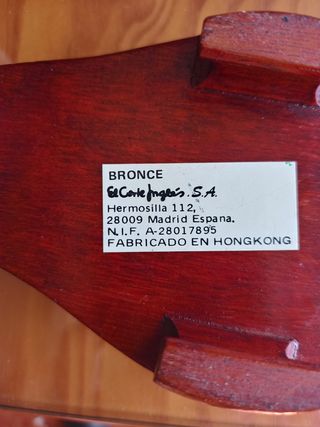 BRONCE
El Corte Inglés. S.A.
Hermosilla 112,
28009 Madrid Espana.
N.I.F. A-28017895
FABRICADO EN HONGKONG